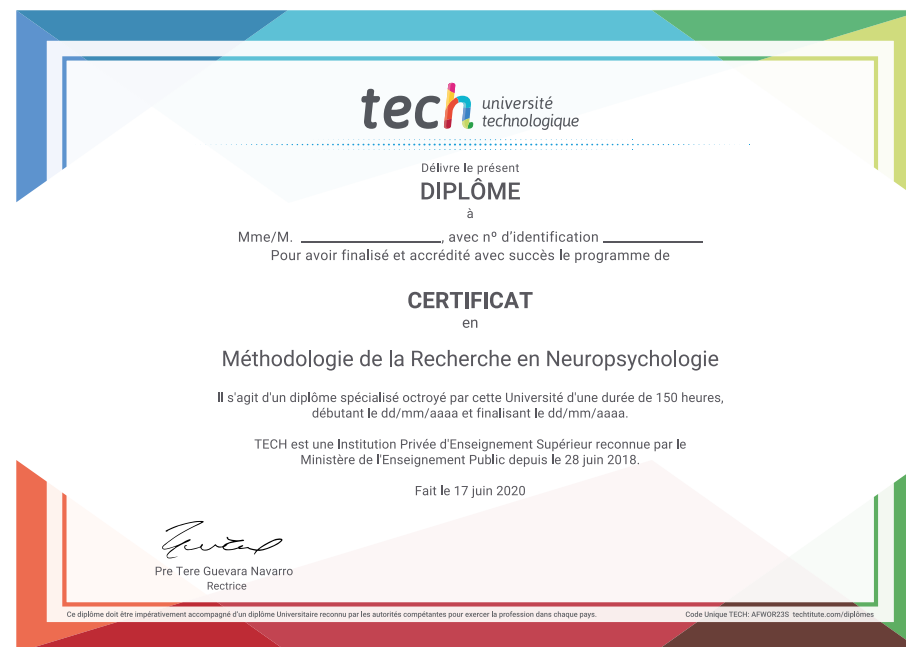 tech université
technologique
Délivre le présent
DIPLÔME
à
Mme/M. ____________________, avec nº d'identification ______________
Pour avoir finalisé et accrédité avec succès le programme de
CERTIFICAT
en
Méthodologie de la Recherche en Neuropsychologie
Il s'agit d'un diplôme spécialisé octroyé par cette Université d'une durée de 150 heures,
débutant le dd/mm/aaaa et finalisant le dd/mm/aaaa.
TECH est une Institution Privée d'Enseignement Supérieur reconnue par le
Ministère de l'Enseignement Public depuis le 28 juin 2018.
Fait le 17 juin 2020
Pre Tere Guevara Navarro
Rectrice
Ce diplôme doit être impérativement accompagné d'un diplôme Universitaire reconnu par les autorités compétentes pour exercer la profession dans chaque pays.
Code Unique TECH: AFWOR23S techtitute.com/diplômes